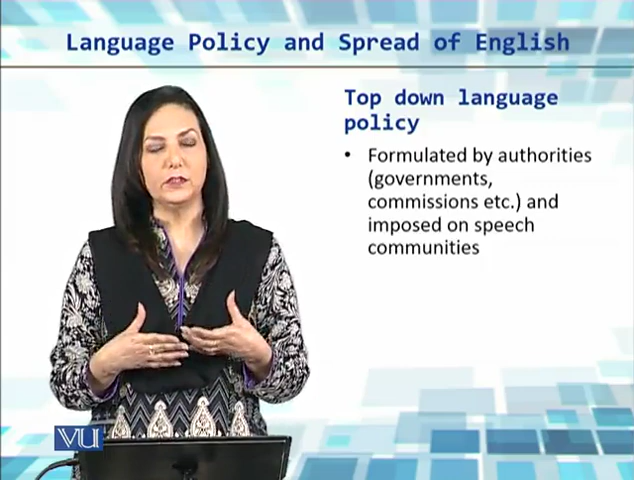 Language Policy and Spread of English
Top down language
policy
• Formulated by authorities
(governments,
commissions etc.) and
imposed on speech
communities
VU